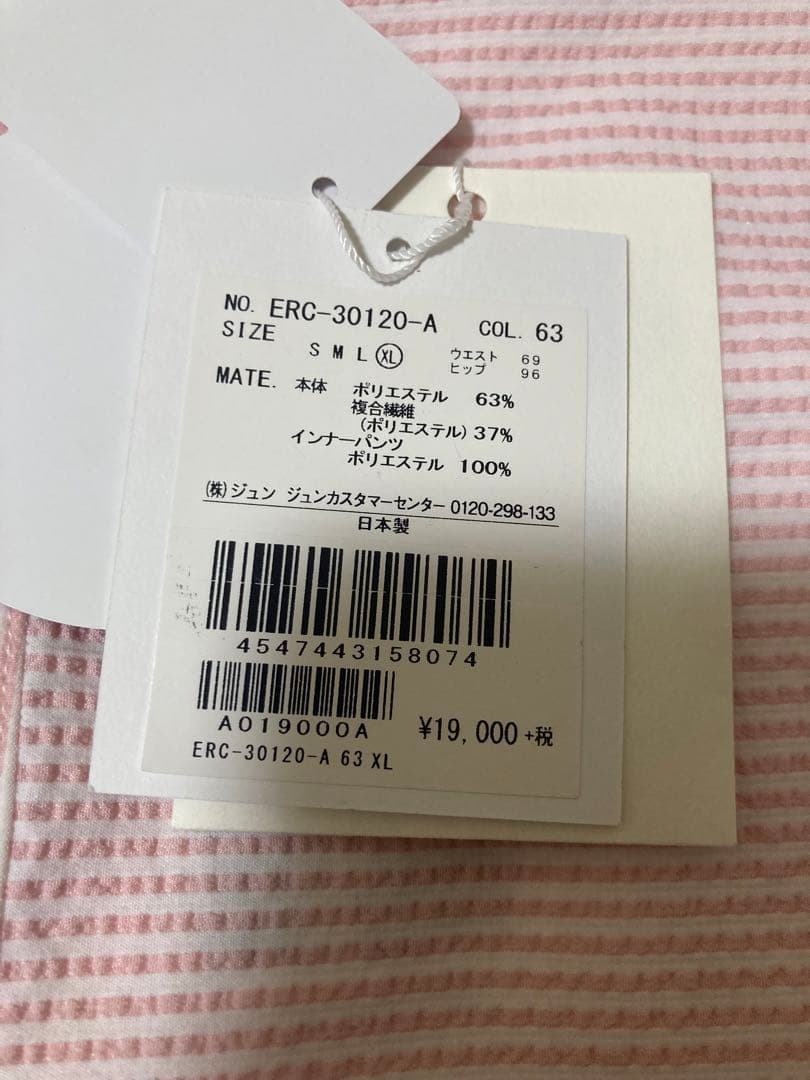 NO. ERC-30120-A COL. 63
SIZE
S M L XL ウエスト 69
ヒップ 96
MATE. 本体 ポリエステル 63%
複合繊維
(ポリエステル) 37%
インナーパンツ
ポリエステル 100%
(株)ジュン ジュンカスタマーセンター 0120-298-133
日本製
4547443158074
A019000A ¥19,000+税
ERC-30120-A 63 XL